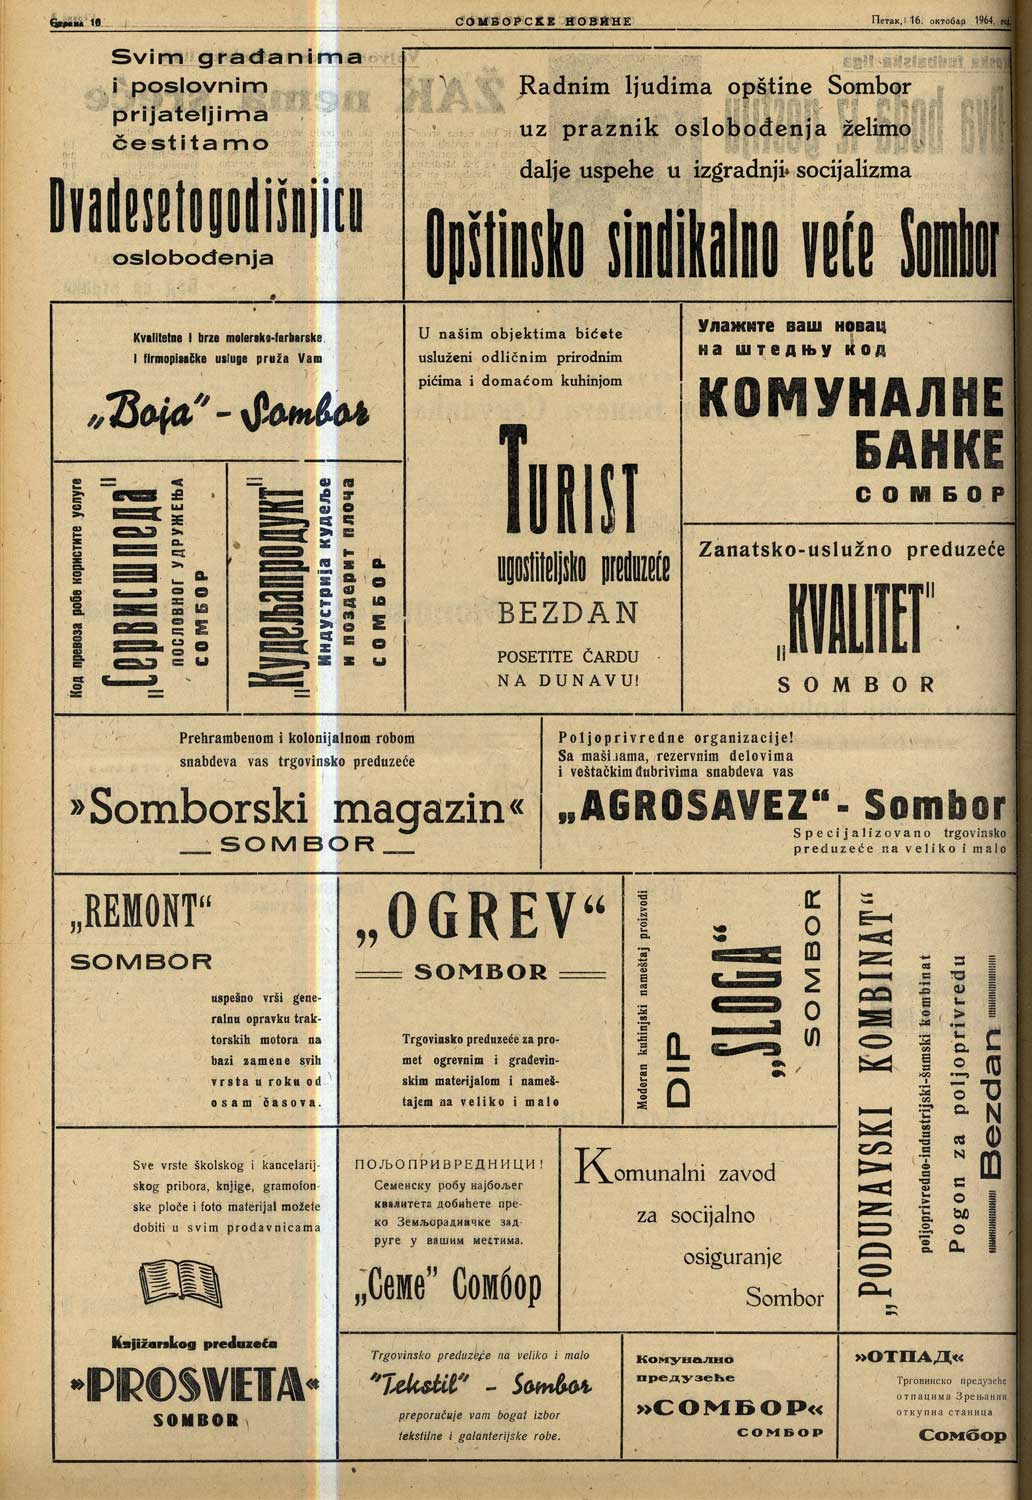 Страна 10
СОМБОРСКЕ НОВИНЕ
Петак, 16. октобар 1964. год.
Svim građanima
i poslovnim
prijateljima
čestitamo
Dvadesetogodišnjicu
oslobođenja
Radnim ljudima opštine Sombor
uz praznik oslobođenja želimo
dalje uspehe u izgradnji socijalizma
Opštinsko sindikalno veće Sombor
Kvalitetne i brze molersko-farbarske
i firmopisačke usluge pruža Vam
„Boja" - Sombor
U našim objektima bićete
usluženi odličnim prirodnim
pićima i domaćom kuhinjom
TURIST
ugostiteljsko preduzeće
BEZDAN
POSETITE ČARDU
NA DUNAVU!
Улажите ваш новац
на штедњу код
КОМУНАЛНЕ
БАНКЕ
СОМБОР
Код превоза робе користите услуге
"Сервисшпеда"
пословног удружења
СОМБОР
"Кудељапродукт"
Индустрија кудеље
и поздерит плоча
СОМБОР
Zanatsko-uslužno preduzeće
„KVALITET"
SOMBOR
Prehrambenom i kolonijalnom robom
snabdeva vas trgovinsko preduzeće
»Somborski magazin«
SOMBOR
Poljoprivredne organizacije!
Sa mašinama, rezervnim delovima
i veštačkim đubrivima snabdeva vas
„AGROSAVEZ“ - Sombor
Specijalizovano trgovinsko
preduzeće na veliko i malo
„REMONT“
SOMBOR
uspešno vrši gene-
ralnu opravku trak-
torskih motora na
bazi zamene svih
vrsta u roku od
osam časova.
„OGREV“
SOMBOR
Trgovinsko preduzeće za pro-
met ogrevnim i građevin-
skim materijalom i nameš-
tajem na veliko i malo
Moderan kuhinjski nameštaj proizvodi
DIP
„SLOGA“
SOMBOR
„PODUNAVSKI KOMBINAT“
poljoprivredno-industrijski-šumski kombinat
Pogon za poljoprivredu
Bezdan
Sve vrste školskog i kancelarij-
skog pribora, knjige, gramofon-
ske ploče i foto materijal možete
dobiti u svim prodavnicama
Knjižarskog preduzeća
»PROSVETA«
SOMBOR
ПОЉОПРИВРЕДНИЦИ!
Семенску робу најбољег
квалитета добићете пре-
ко Земљорадничке зад-
руге у вашим местима.
„Семе” Сомбор
Komunalni zavod
za socijalno
osiguranje
Sombor
Trgovinsko preduzeće na veliko i malo
"Tekstil" - Sombor
preporučuje vam bogat izbor
tekstilne i galanterijske robe.
Комунално
предузеће
»СОМБОР«
СОМБОР
»ОТПАД«
Трговинско предузеће
отпацима Зрењанин
откупна станица
Сомбор